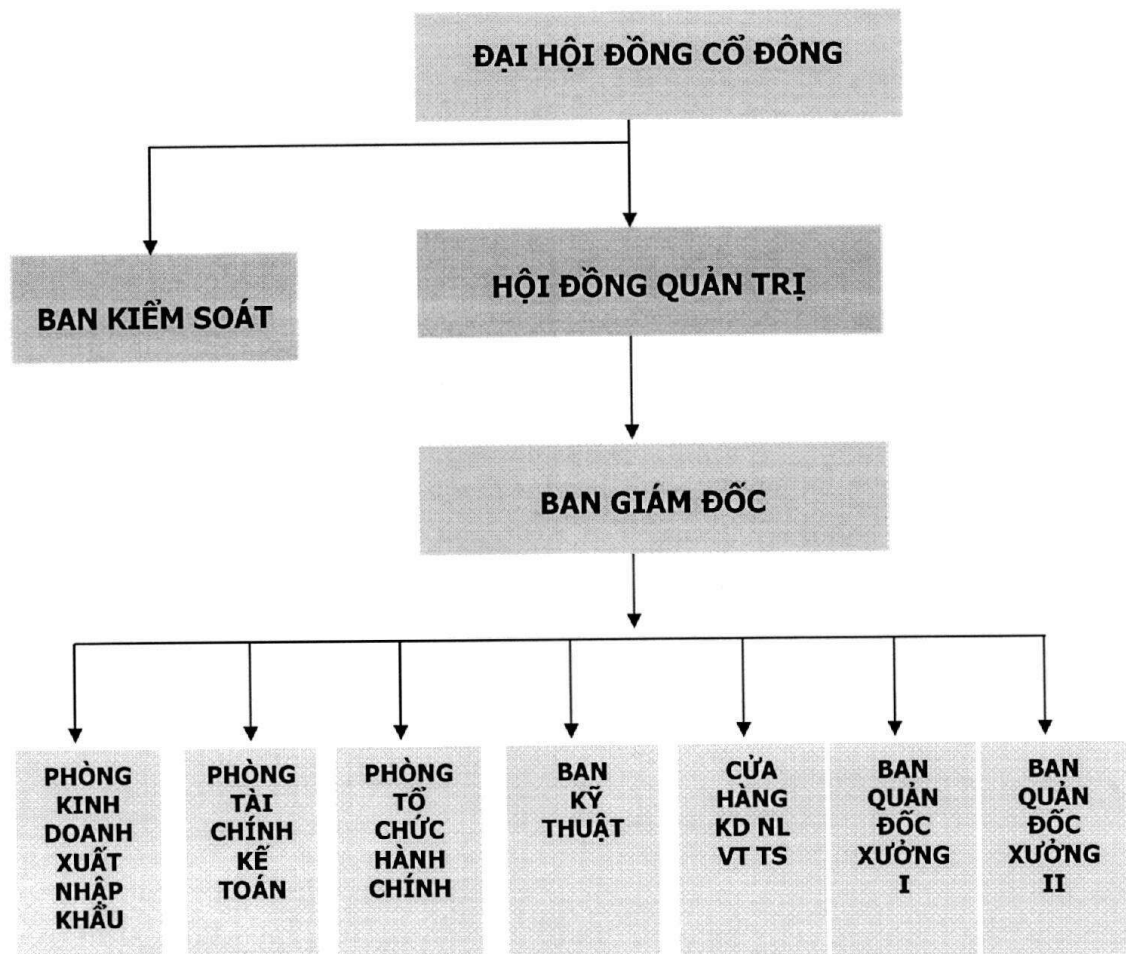 ĐẠI HỘI ĐỒNG CỔ ĐÔNG
BAN KIỂM SOÁT
HỘI ĐỒNG QUẢN TRỊ
BAN GIÁM ĐỐC
PHÒNG
KINH
DOANH
XUẤT
NHẬP
KHẨU
PHÒNG
TÀI
CHÍNH
KẾ
TOÁN
PHÒNG
TỔ
CHỨC
HÀNH
CHÍNH
BAN
KỸ
THUẬT
CỬA
HÀNG
KD NL
VT TS
BAN
QUẢN
ĐỐC
XƯỞNG
I
BAN
QUẢN
ĐỐC
XƯỞNG
II